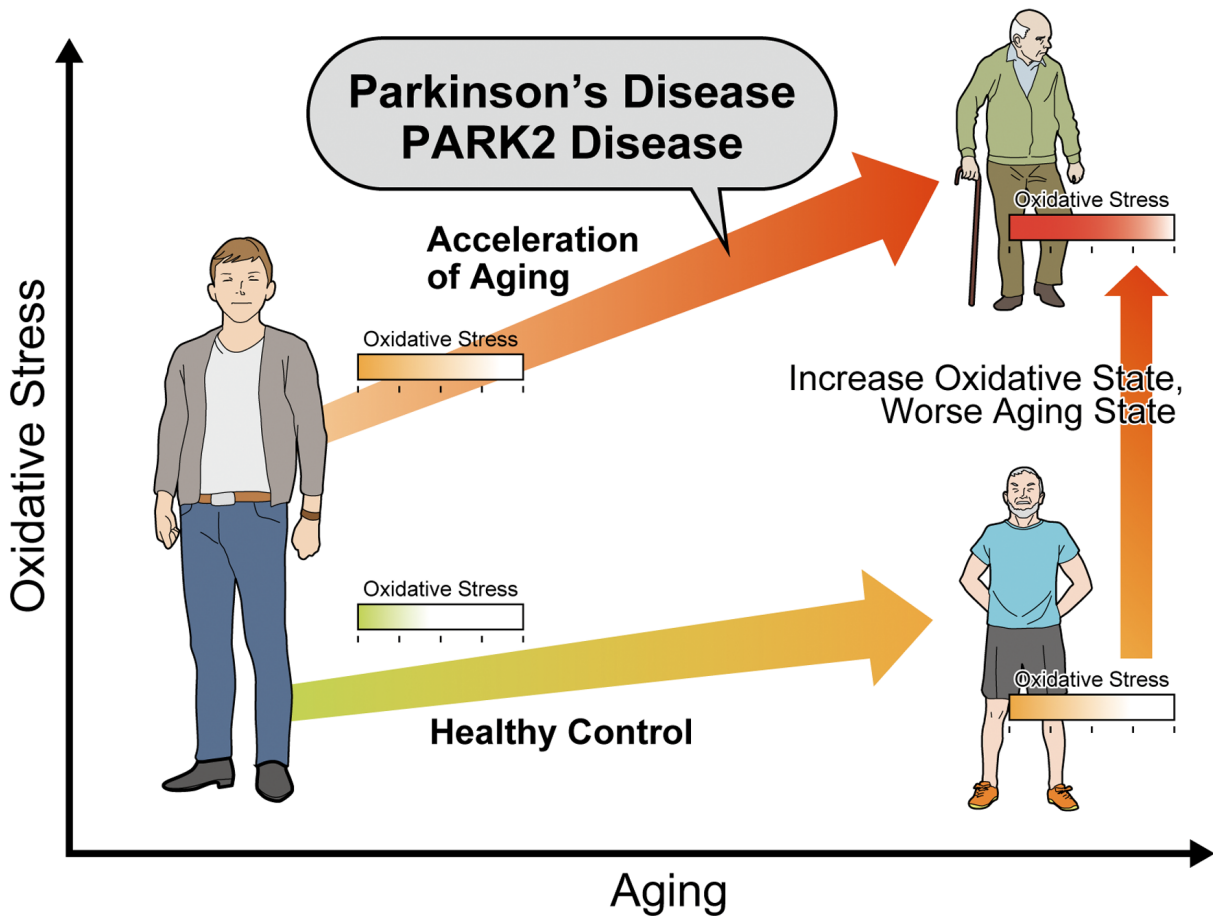 Parkinson’s Disease
PARK2 Disease
Acceleration
of Aging
Oxidative Stress
Oxidative Stress
Increase Oxidative State,
Worse Aging State
Oxidative Stress
Oxidative Stress
Oxidative Stress
Healthy Control
Aging